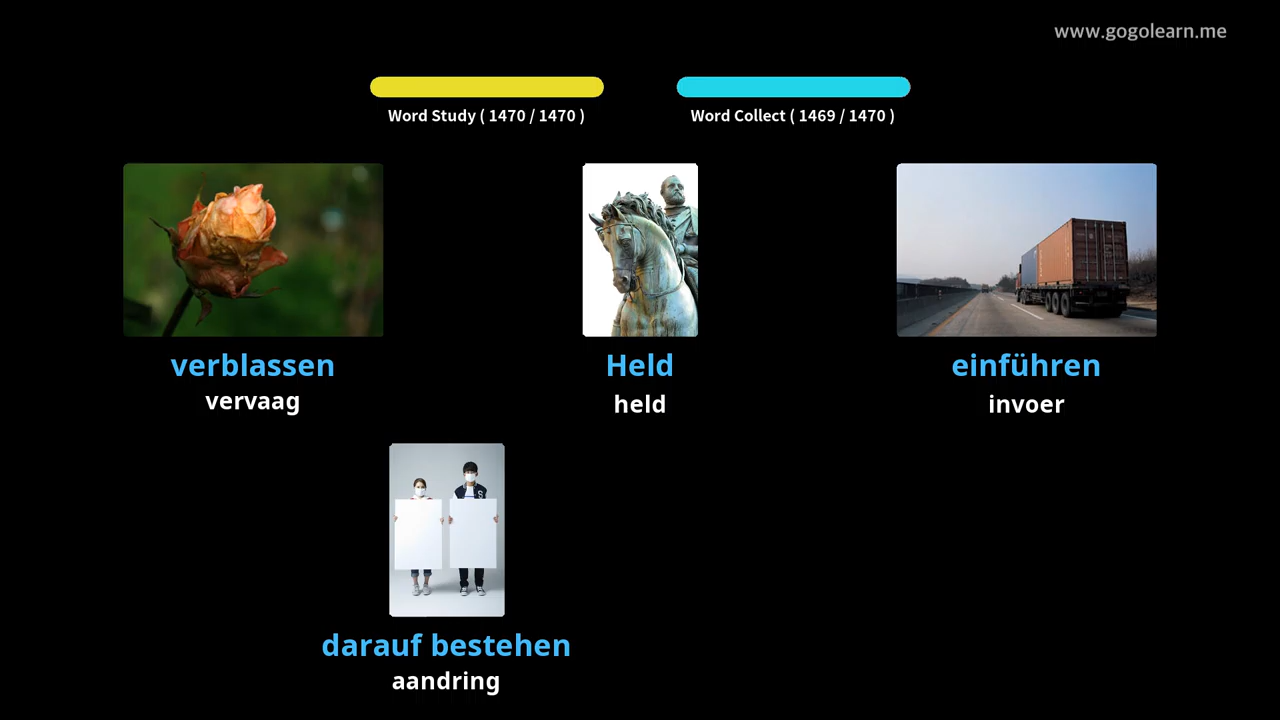 www.gogolearn.me
Word Study ( 1470 / 1470 )
Word Collect ( 1469 / 1470 )
verblassen
vervaag
Held
held
einführen
invoer
darauf bestehen
aandring